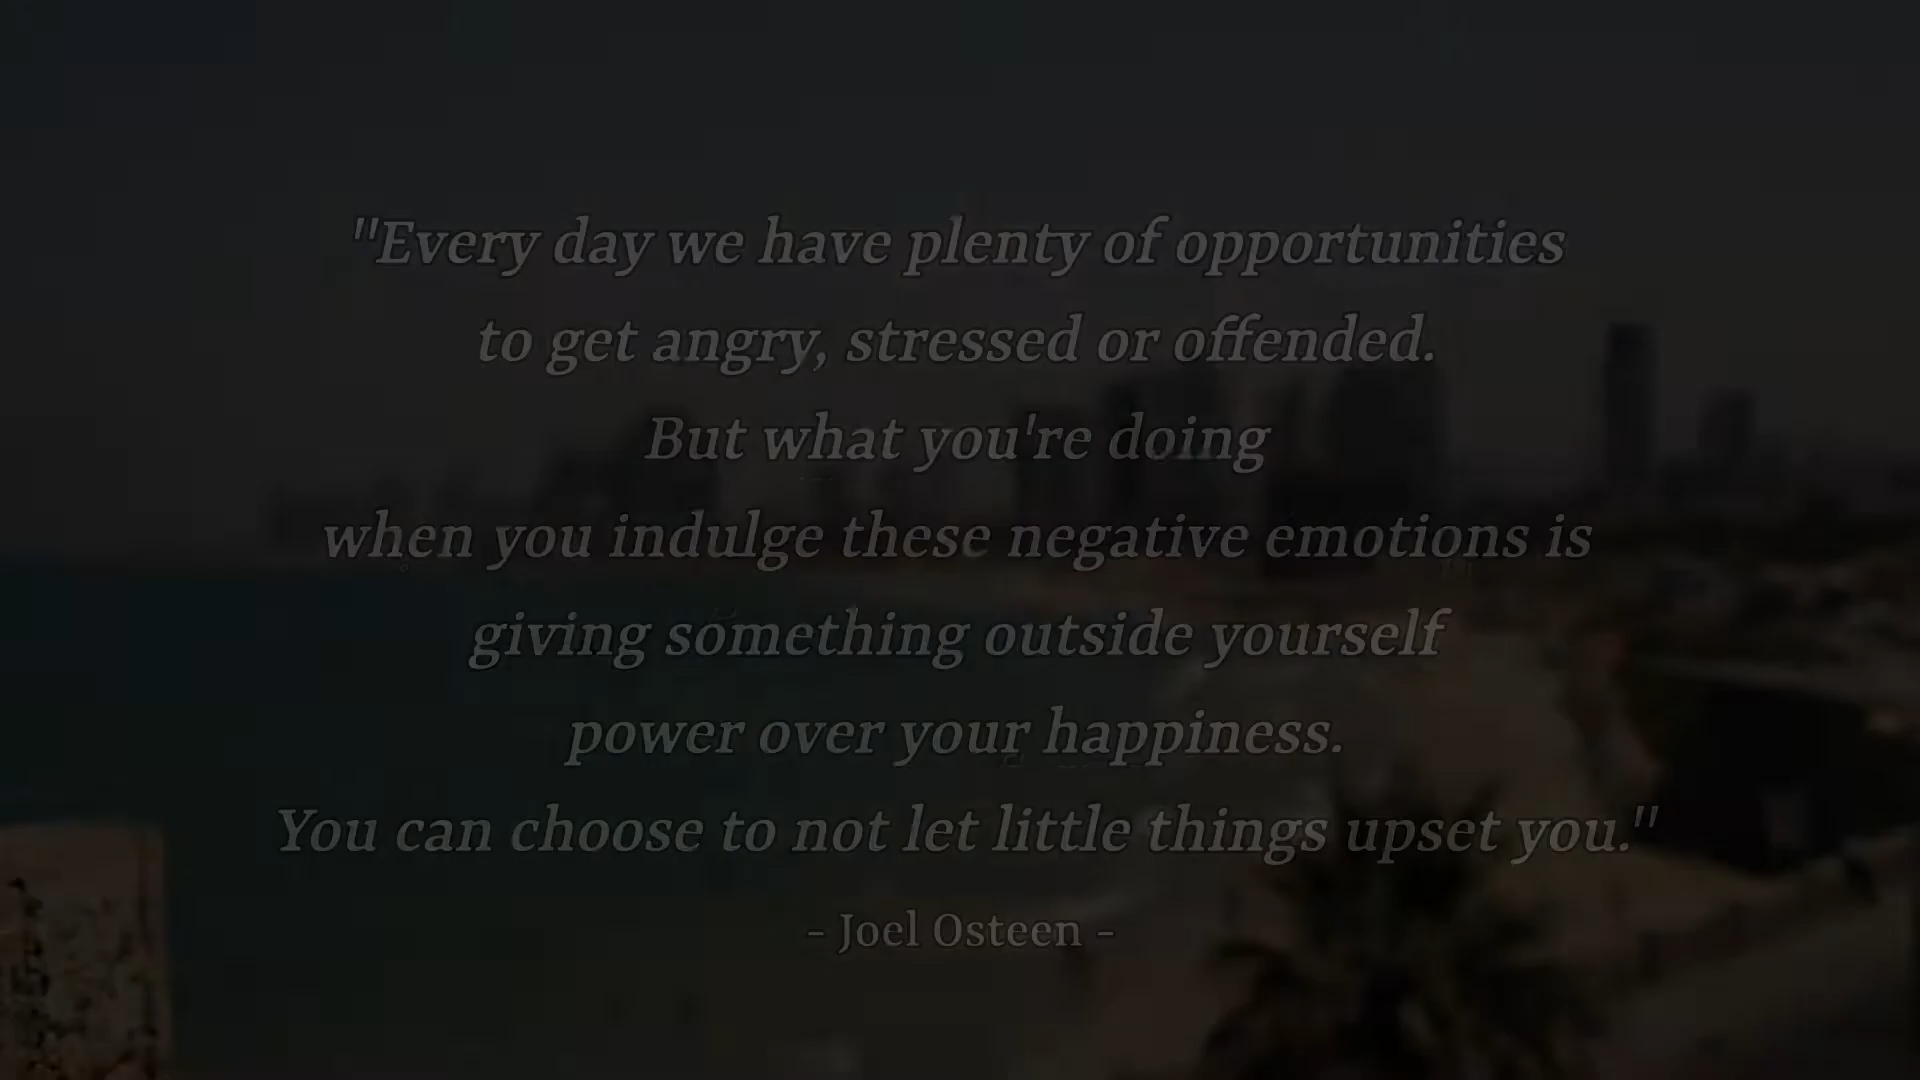 "Every day we have plenty of opportunities
to get angry, stressed or offended.
But what you're doing
when you indulge these negative emotions is
giving something outside yourself
power over your happiness.
You can choose to not let little things upset you."
- Joel Osteen -